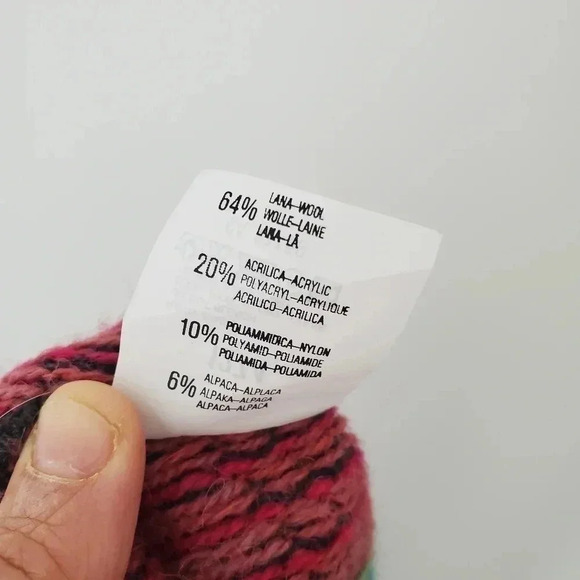 64% LANA–WOOL
WOLLE–LAINE
LANA–LÃ
20% ACRILICA–ACRYLIC
POLYACRYL–ACRYLIQUE
ACRILICO–ACRILICA
10% POLIAMMIDICA–NYLON
POLYAMID–POLIAMIDE
POLIAMIDA–POLIAMIDA
6% ALPACA–ALPLACA
ALPAKA–ALPAGA
ALPACA–ALPACA